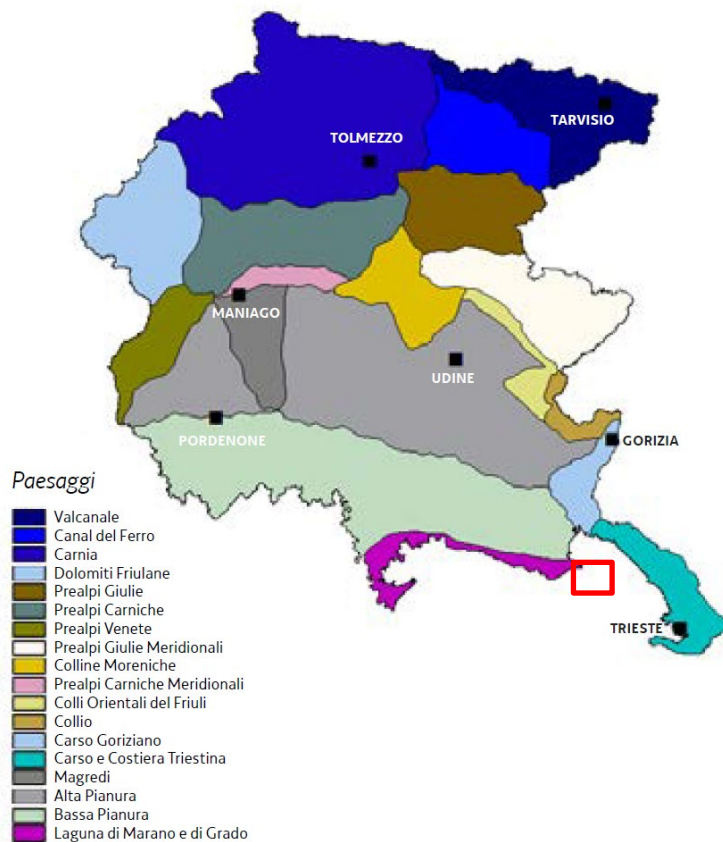 TARVISIO
TOLMEZZO
MANIAGO
UDINE
PORDENONE
GORIZIA
TRIESTE
Paesaggi
Valcanale
Canal del Ferro
Carnia
Dolomiti Friulane
Prealpi Giulie
Prealpi Carniche
Prealpi Venete
Prealpi Giulie Meridionali
Colline Moreniche
Prealpi Carniche Meridionali
Colli Orientali del Friuli
Collio
Carso Goriziano
Carso e Costiera Triestina
Magredi
Alta Pianura
Bassa Pianura
Laguna di Marano e di Grado